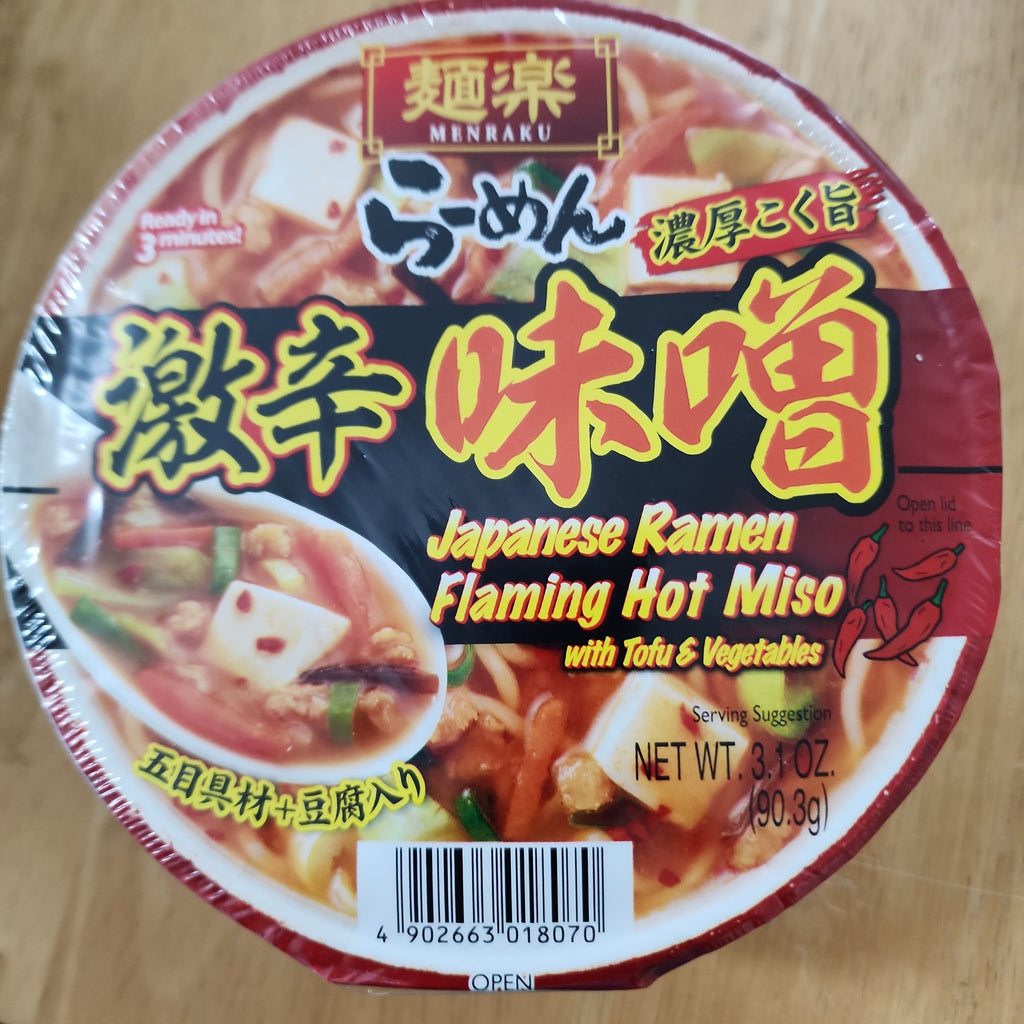 麺楽
MENRAKU
らーめん
濃厚こく旨
Ready in
3 minutes!
激辛 味噌
Open lid
to this line
Japanese Ramen
Flaming Hot Miso
with Tofu & Vegetables
Serving Suggestion
NET WT. 3.1 OZ.
(90.3g)
五目具材+豆腐入り
4 902663 018070
OPEN